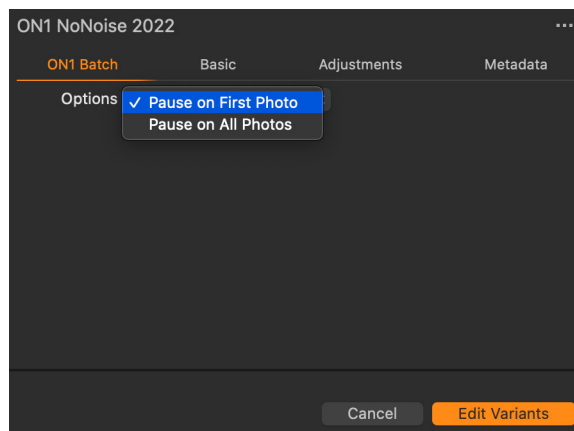 ON1 NoNoise 2022 ...
ON1 Batch Basic Adjustments Metadata
Options ✓ Pause on First Photo
Pause on All Photos
Cancel Edit Variants